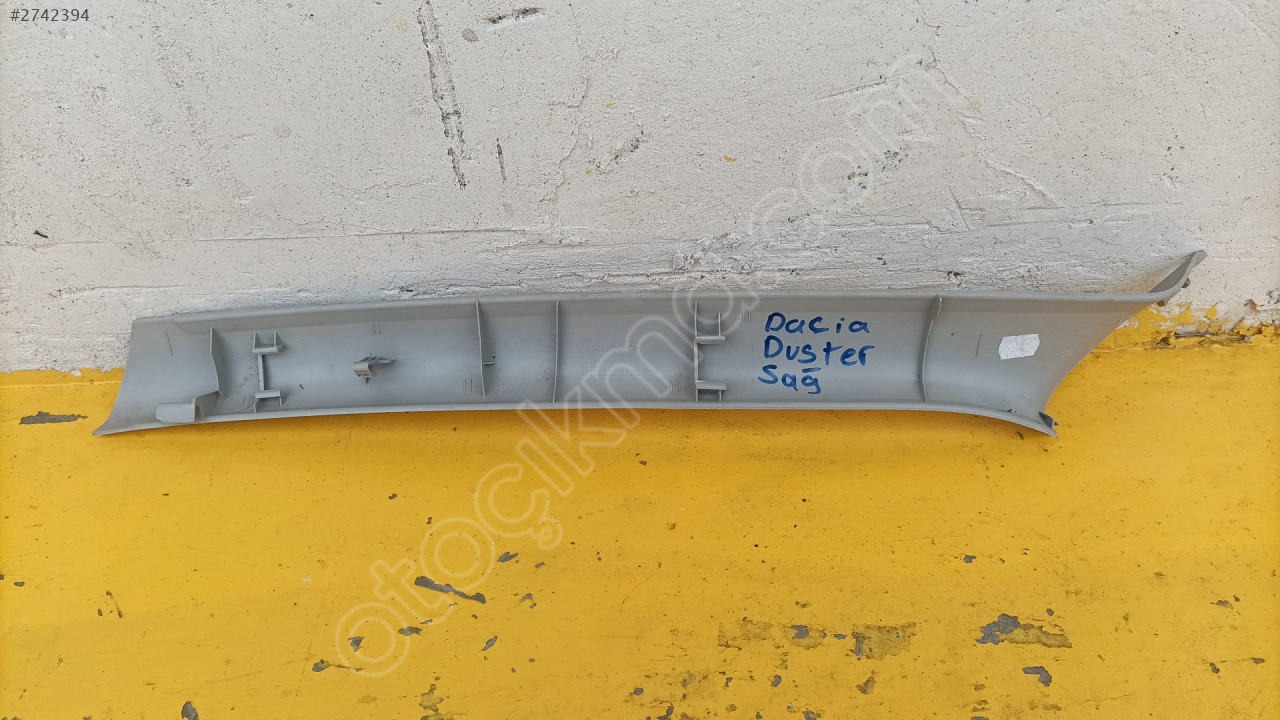 #2742394
Dacia
Duster
Sağ
otoçıkma.com